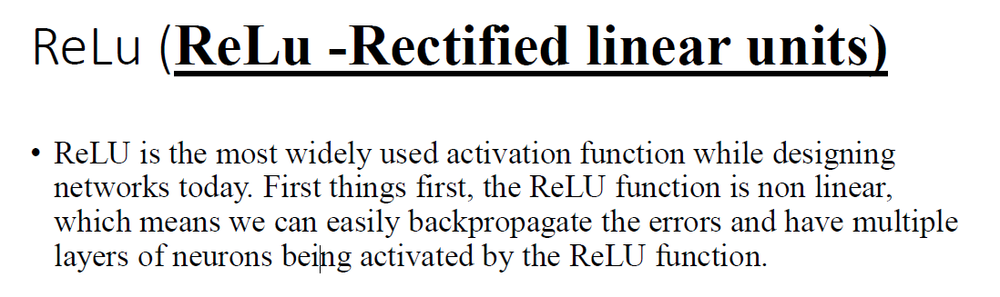 ReLu (ReLu -Rectified linear units)
• ReLU is the most widely used activation function while designing
networks today. First things first, the ReLU function is non linear,
which means we can easily backpropagate the errors and have multiple
layers of neurons being activated by the ReLU function.